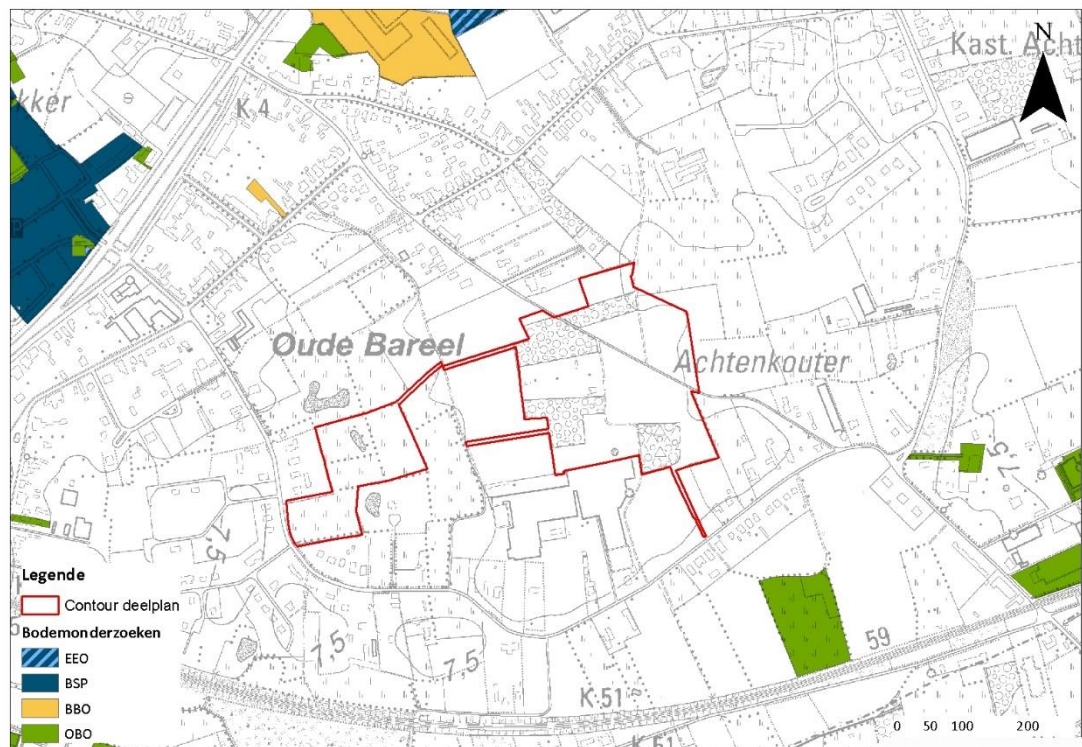 N
Kast. Acht
kker
K.4
Oude Bareel
Achtenkouter
7,5
7,5
59
7,5
7,5
K.51
K.51
Legende
Contour deelplan
Bodemonderzoeken
EEO
BSP
BBO
OBO
0 50 100 200